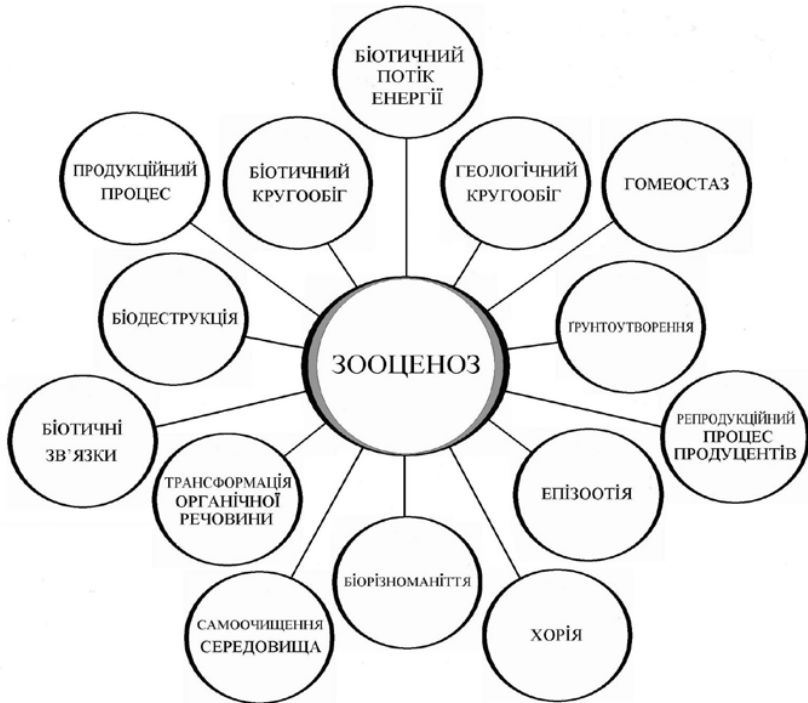 БІОТИЧНИЙ
ПОТІК
ЕНЕРГІЇ
ПРОДУКЦІЙНИЙ
ПРОЦЕС
БІОТИЧНИЙ
КРУГООБІГ
ГЕОЛОГІЧНИЙ
КРУГООБІГ
ГОМЕОСТАЗ
БІОДЕСТРУКЦІЯ
ЗООЦЕНОЗ
ҐРУНТОУТВОРЕННЯ
БІОТИЧНІ
ЗВ'ЯЗКИ
РЕПРОДУКЦІЙНИЙ
ПРОЦЕС
ПРОДУЦЕНТІВ
ТРАНСФОРМАЦІЯ
ОРГАНІЧНОЇ
РЕЧОВИНИ
ЕПІЗООТІЯ
БІОРІЗНОМАНІТТЯ
САМООЧИЩЕННЯ
СЕРЕДОВИЩА
ХОРІЯ